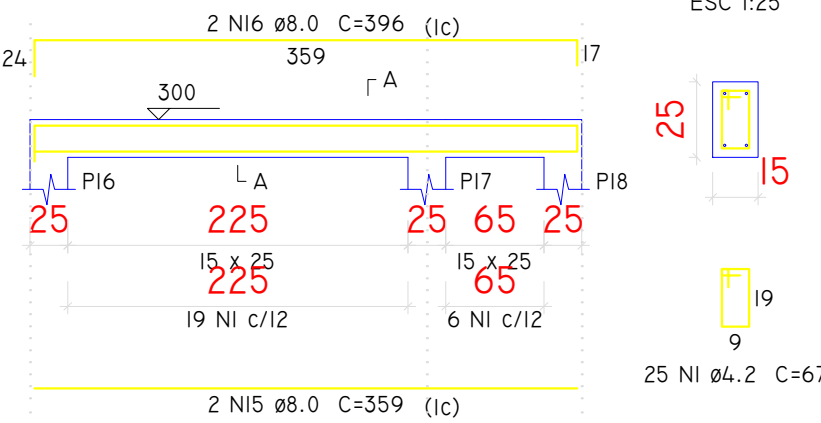 ESC 1:25
2 N16 ø8.0 C=396 (1c)
24
359
17
A
300
25
P16
A
P17
P18
15
25
225
25
65
25
15 x 25
15 x 25
225
65
19 N1 c/12
6 N1 c/12
19
9
25 N1 ø4.2 C=67
2 N15 ø8.0 C=359 (1c)